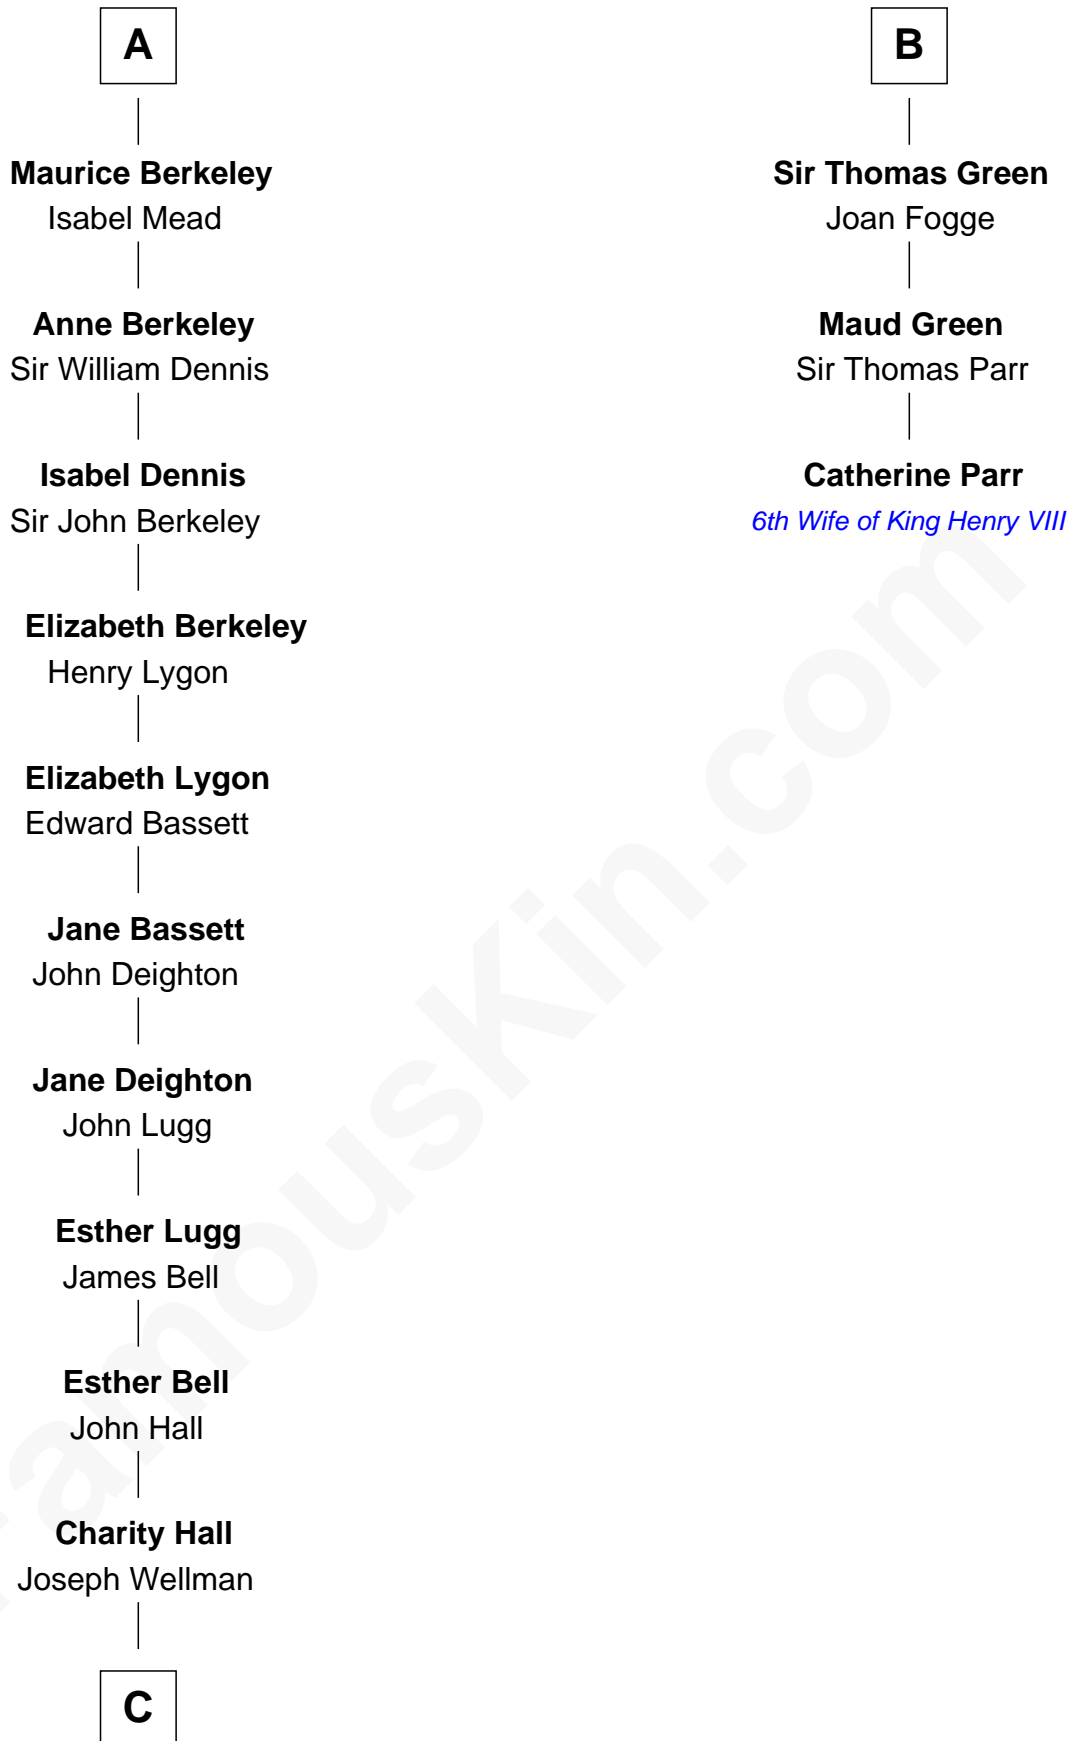 A
Maurice Berkeley
Isabel Mead
Anne Berkeley
Sir William Dennis
Isabel Dennis
Sir John Berkeley
Elizabeth Berkeley
Henry Lygon
Elizabeth Lygon
Edward Bassett
Jane Bassett
John Deighton
Jane Deighton
John Lugg
Esther Lugg
James Bell
Esther Bell
John Hall
Charity Hall
Joseph Wellman
C
B
Sir Thomas Green
Joan Fogge
Maud Green
Sir Thomas Parr
Catherine Parr
6th Wife of King Henry VIII
FamousKin.com